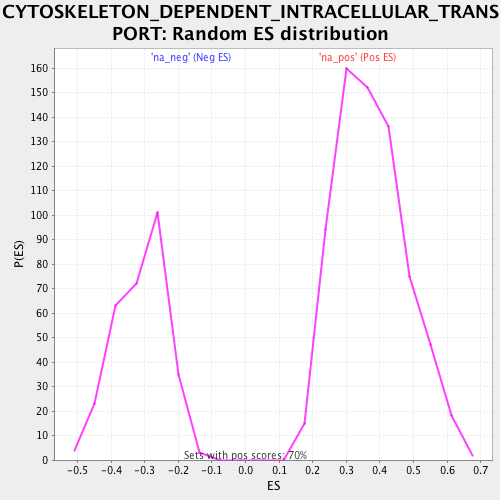 CYTOSKELETON_DEPENDENT_INTRACELLULAR_TRANS
PORT: Random ES distribution
'na_neg' (Neg ES) 'na_pos' (Pos ES)
160
150
140
130
120
110
100
90
80
70
60
50
40
30
20
10
0
P(ES)
Sets with pos scores: 70%
-0.5 -0.4 -0.3 -0.2 -0.1 0.0 0.1 0.2 0.3 0.4 0.5 0.6 0.7
ES